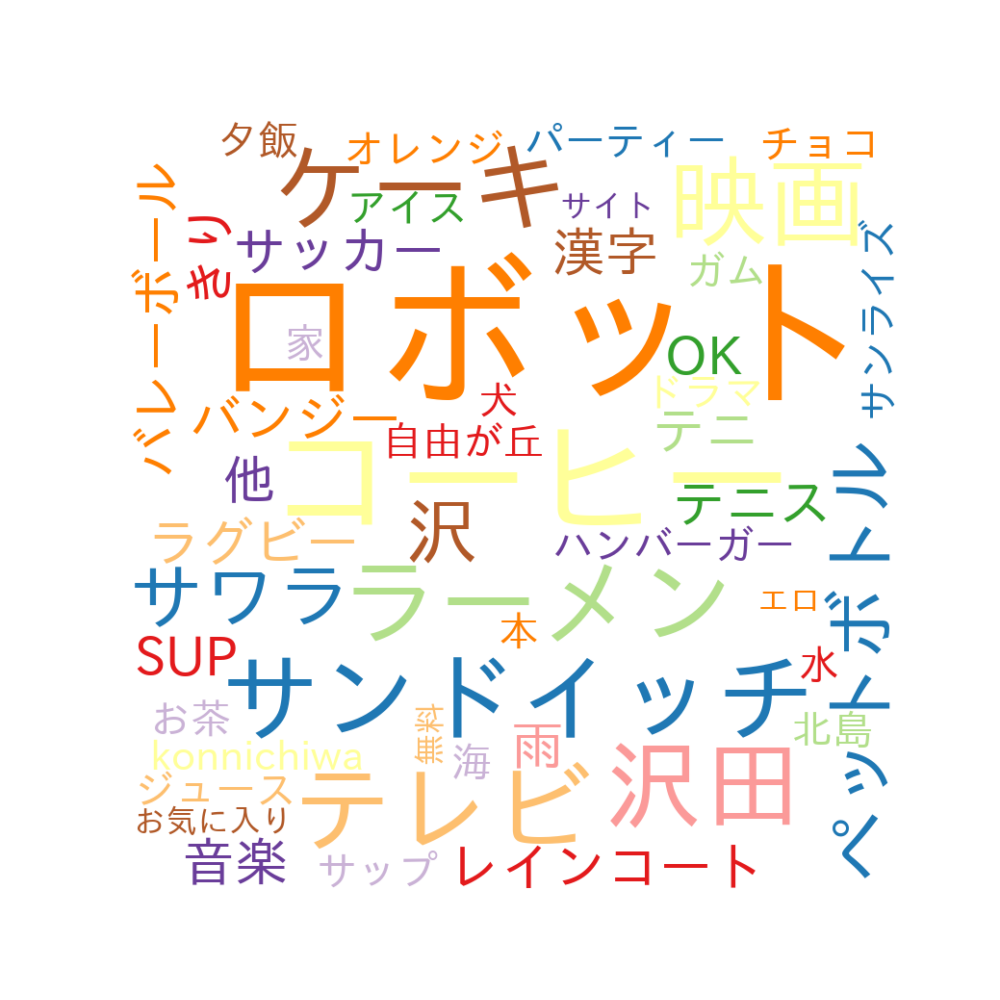 夕飯
オレンジ
パーティー
チョコ
ケーキ
映画
アイス
サイト
バレーボール
きり
サッカー
漢字
ガム
サンライズ
ロボット
家
OK
ドラマ
犬
バンジー
自由が丘
テニ
コーヒー
他
テニス
ペットボトル
沢
ラグビー
ハンバーガー
サワラ
ラーメン
エロ
本
SUP
水
サンドイッチ
お茶
無料
雨
北島
海
konnichiwa
沢田
ジュース
テレビ
お気に入り
音楽
サップ
レインコート